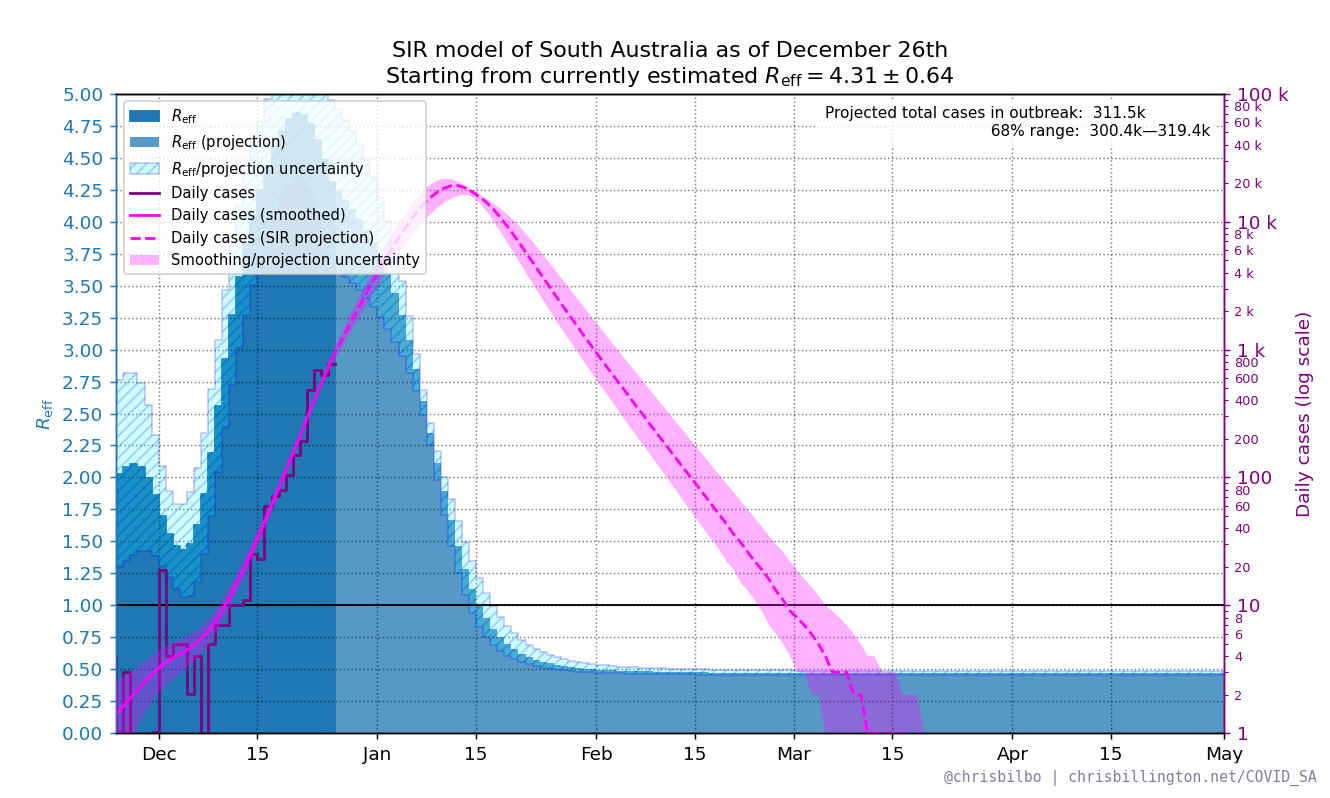 SIR model of South Australia as of December 26th
Starting from currently estimated R_eff = 4.31 ± 0.64
Projected total cases in outbreak: 311.5k
68% range: 300.4k—319.4k
R_eff
R_eff (projection)
R_eff/projection uncertainty
Daily cases
Daily cases (smoothed)
Daily cases (SIR projection)
Smoothing/projection uncertainty
R_eff
5.00
4.75
4.50
4.25
4.00
3.75
3.50
3.25
3.00
2.75
2.50
2.25
2.00
1.75
1.50
1.25
1.00
0.75
0.50
0.25
0.00
100 k
80 k
60 k
40 k
20 k
10 k
8 k
6 k
4 k
2 k
1 k
800
600
400
200
100
80
60
40
20
10
8
6
4
2
1
Daily cases (log scale)
Dec 15 Jan 15 Feb 15 Mar 15 Apr 15 May
@chrisbilbo | chrisbillington.net/COVID_SA